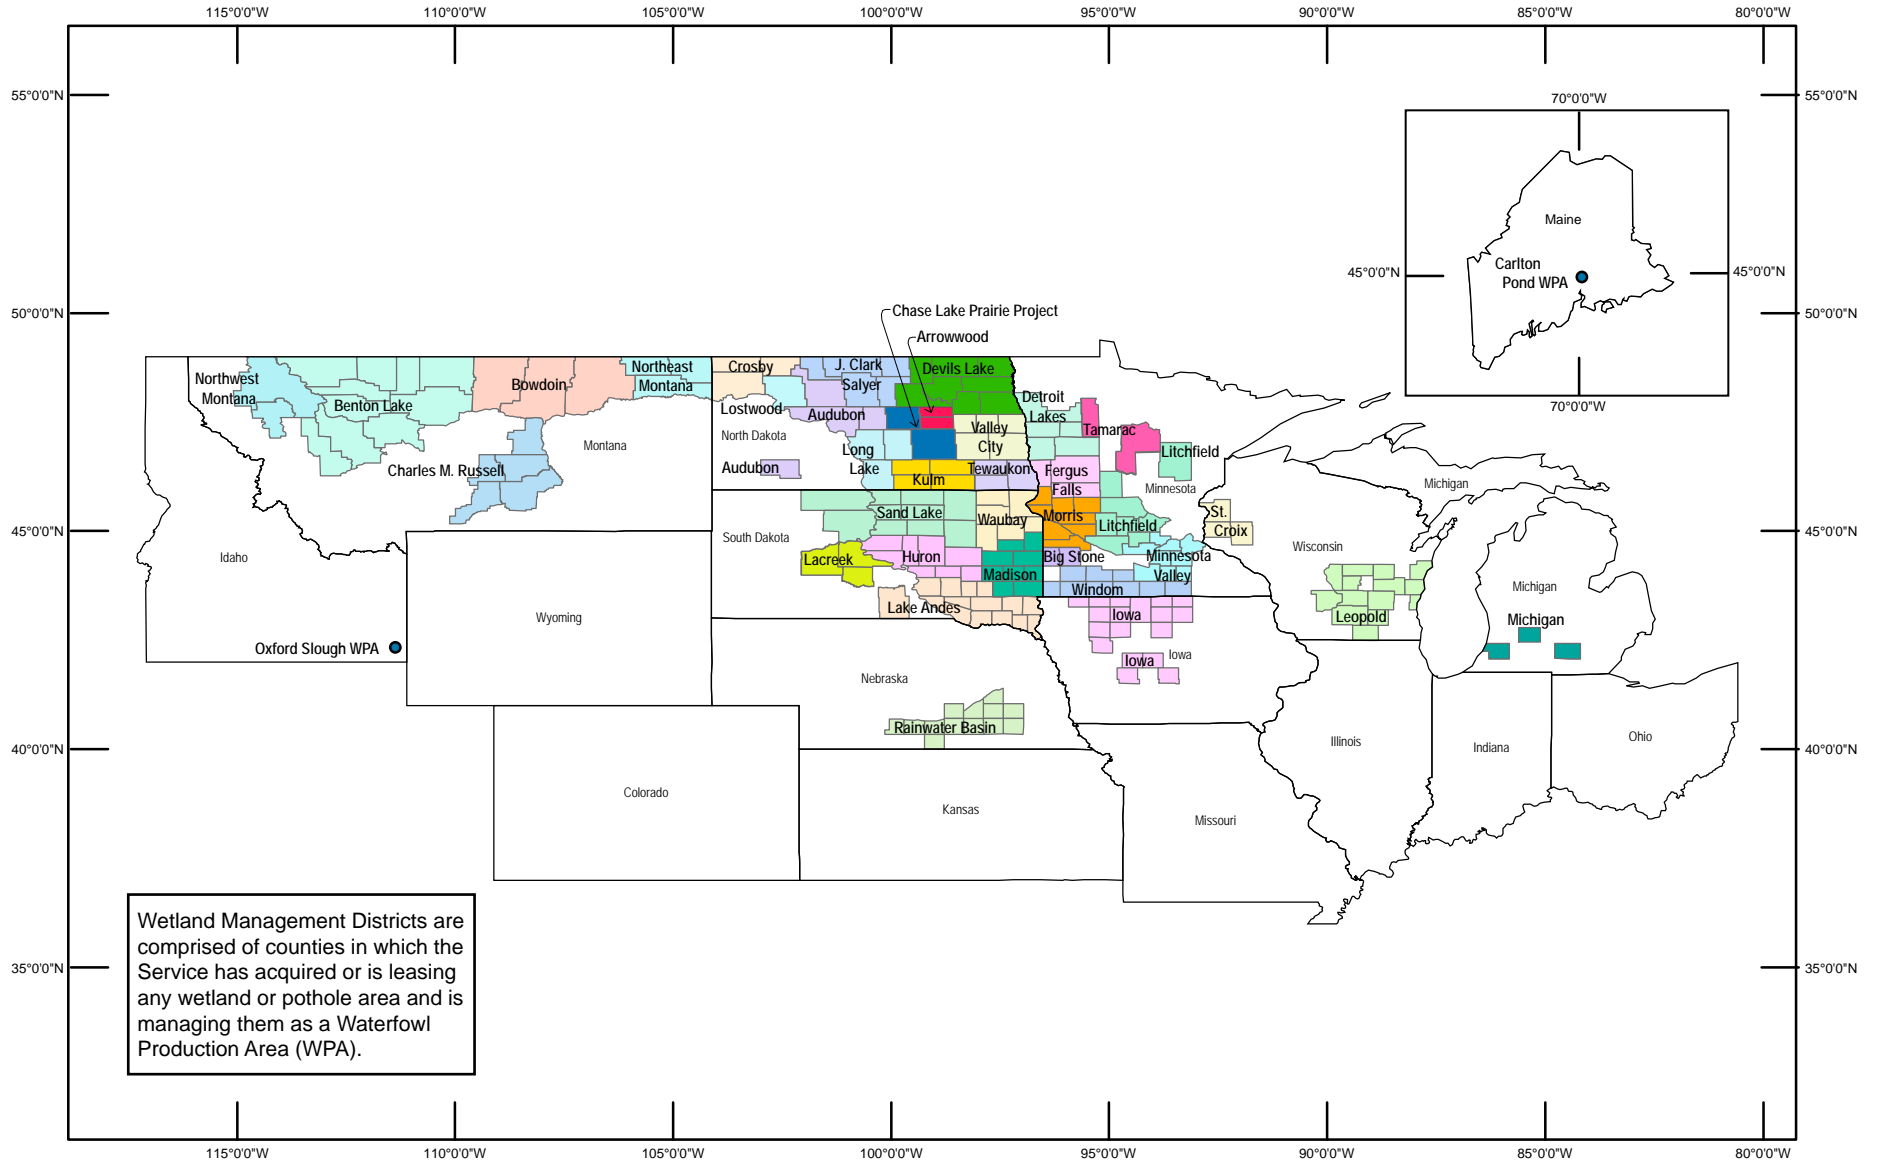 115°0'0"W
110°0'0"W
105°0'0"W
100°0'0"W
95°0'0"W
90°0'0"W
85°0'0"W
80°0'0"W
55°0'0"N
55°0'0"N
70°0'0"W
Maine
Carlton
Pond WPA
45°0'0"N
45°0'0"N
70°0'0"W
50°0'0"N
50°0'0"N
Chase Lake Prairie Project
Arrowwood
Northwest
Montana
Benton Lake
Bowdoin
Northeast
Montana
Crosby
J. Clark
Salyer
Devils Lake
Lostwood
Audubon
North Dakota
Valley
City
Detroit
Lakes
Tamarac
Litchfield
Montana
Charles M. Russell
Audubon
Long
Lake
Kulm
Tewaukon
Fergus
Falls
Minnesota
Michigan
45°0'0"N
45°0'0"N
Idaho
South Dakota
Sand Lake
Waubay
Morris
Litchfield
St.
Croix
Wisconsin
Lacreek
Huron
Madison
Big Stone
Minnesota
Valley
Windom
Michigan
Michigan
Leopold
Wyoming
Lake Andes
Iowa
Iowa
Iowa
Oxford Slough WPA
Nebraska
Rainwater Basin
40°0'0"N
40°0'0"N
Illinois
Indiana
Ohio
Colorado
Kansas
Missouri
Wetland Management Districts are
comprised of counties in which the
Service has acquired or is leasing
any wetland or pothole area and is
managing them as a Waterfowl
Production Area (WPA).
35°0'0"N
35°0'0"N
115°0'0"W
110°0'0"W
105°0'0"W
100°0'0"W
95°0'0"W
90°0'0"W
85°0'0"W
80°0'0"W